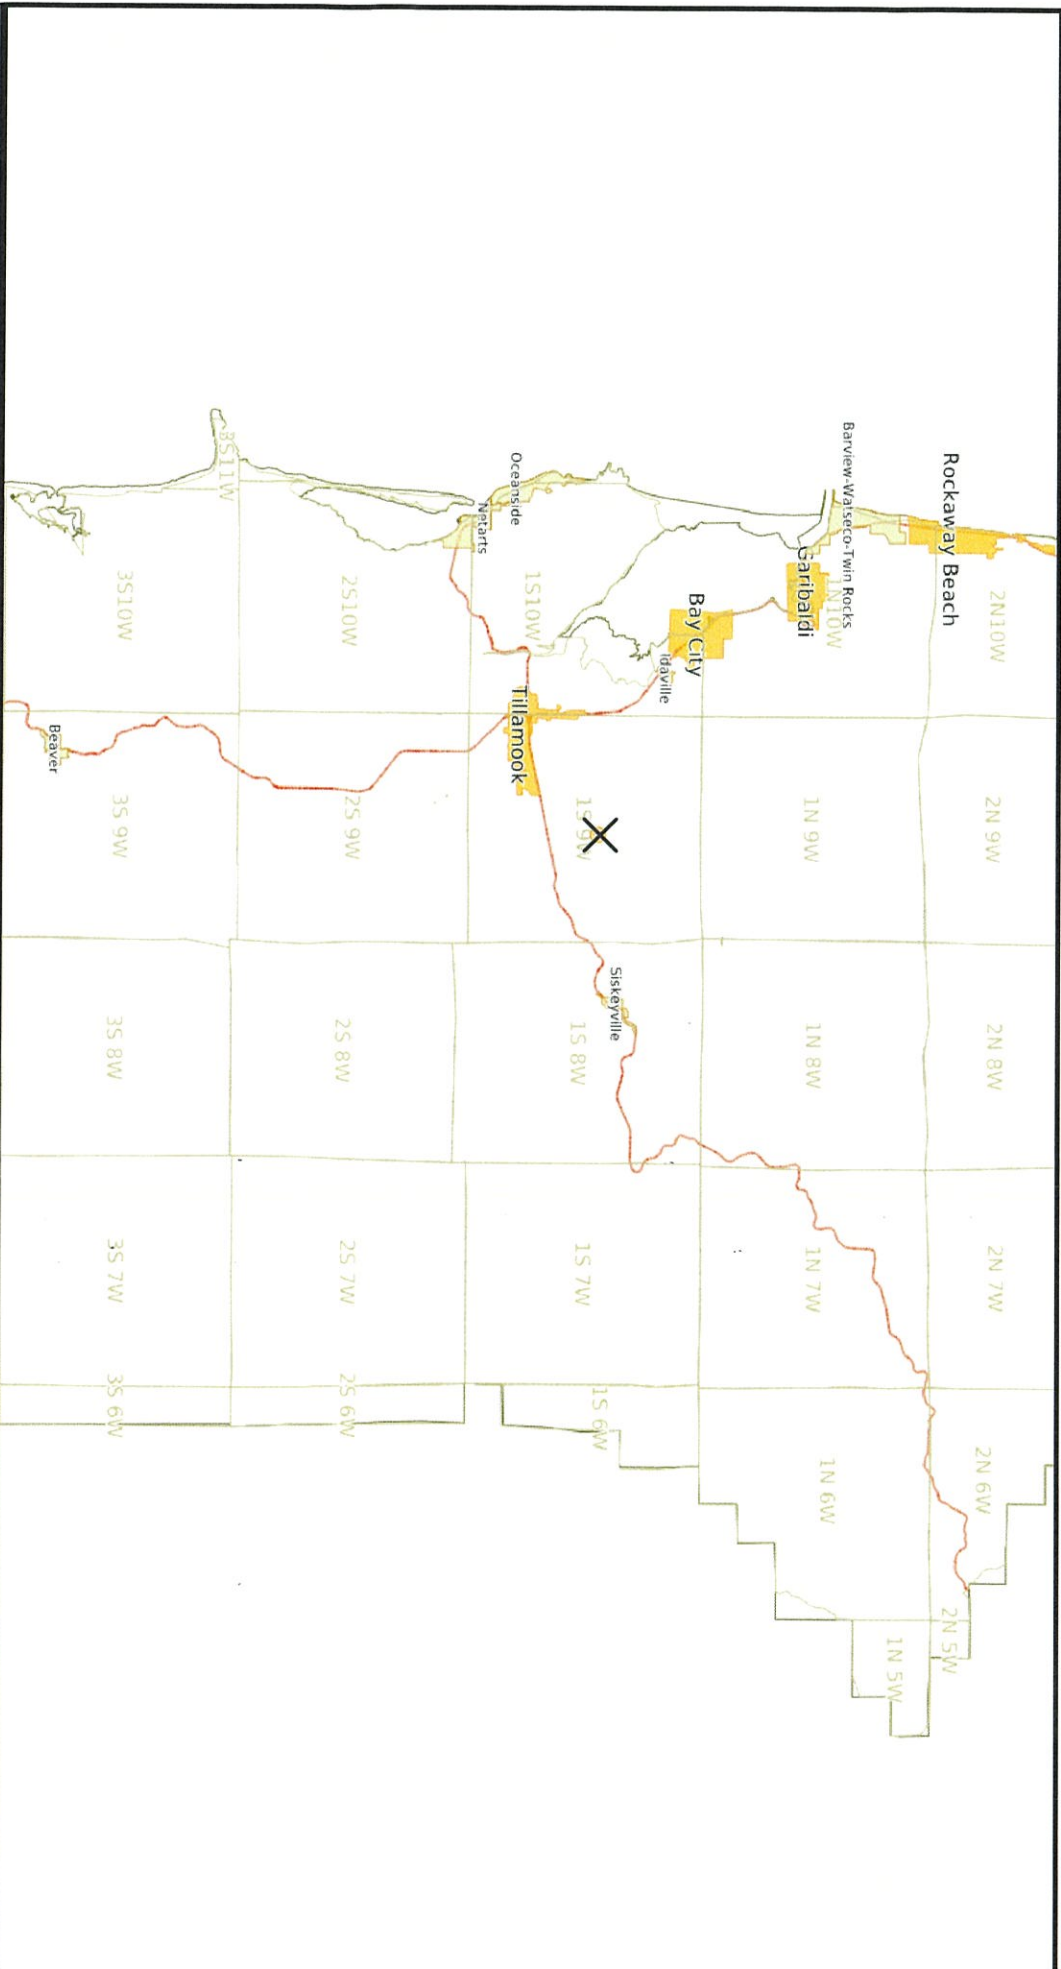 2N10W 2N 9W 2N 8W 2N 7W 2N 6W
Rockaway Beach
2N 5W
1N 5W
Barview-Watseco-Twin Rocks
1N10W 1N 9W 1N 8W 1N 7W 1N 6W
Garibaldi
Bay City
Idaville
Siskeyville
1S10W 1S 9W 1S 8W 1S 7W 1S 6W
Oceanside
Tillamook
Netarts
2S10W 2S 9W 2S 8W 2S 7W 2S 6W
3S11W
3S10W 3S 9W 3S 8W 3S 7W 3S 6W
Beaver